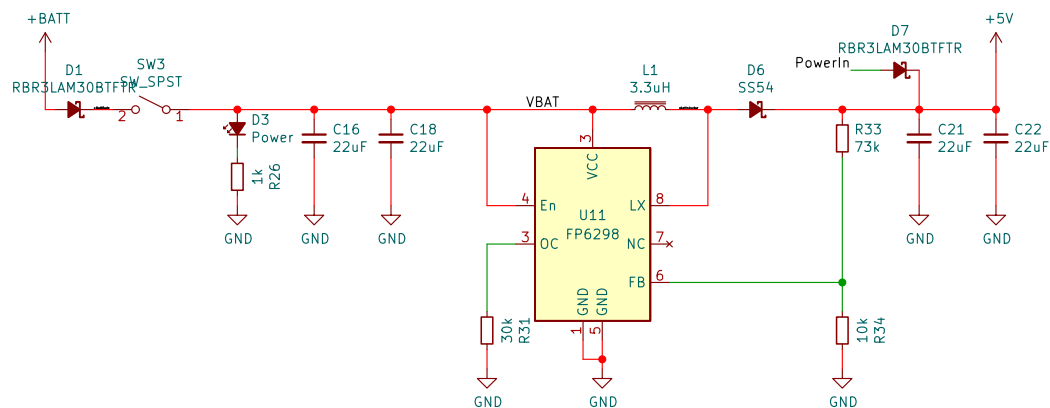 +BATT
D1
RBR3LAM30BTFTR
SW3
SW_SPST
2
1
D3
Power
1k
R26
GND
C16
22uF
GND
C18
22uF
GND
VBAT
3
VCC
4
En
3
OC
U11
FP6298
LX
8
NC
7
FB
6
GND
GND
1
5
GND
30k
R31
GND
L1
3.3uH
D6
SS54
PowerIn
D7
RBR3LAM30BTFTR
+5V
R33
73k
10k
R34
GND
C21
22uF
GND
C22
22uF
GND